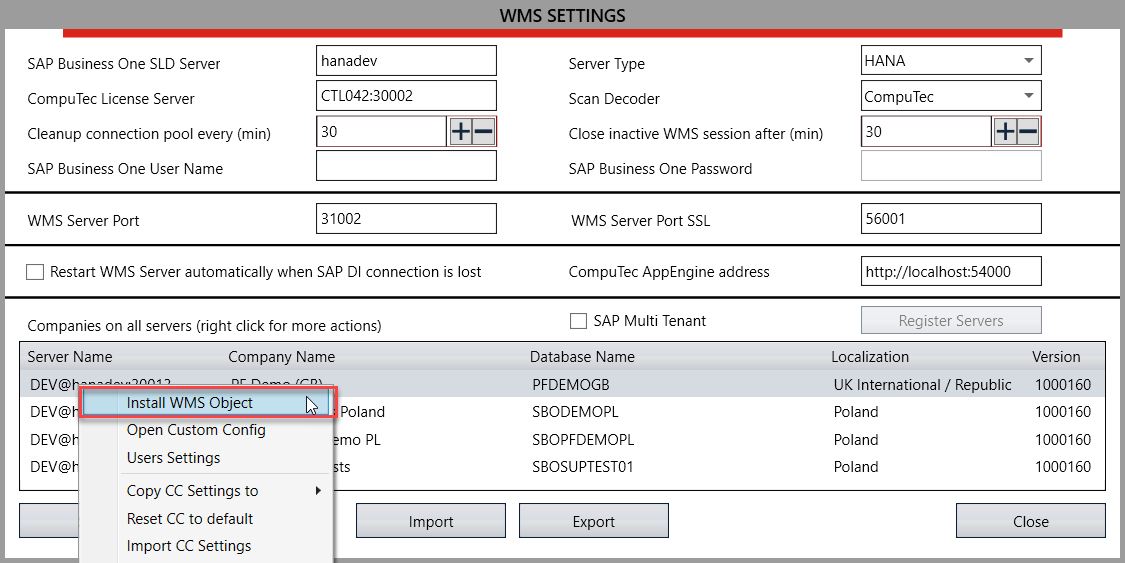 WMS SETTINGS
SAP Business One SLD Server hanadev Server Type HANA
CompuTec License Server CTL042:30002 Scan Decoder CompuTec
Cleanup connection pool every (min) 30 Close inactive WMS session after (min) 30
SAP Business One User Name SAP Business One Password
WMS Server Port 31002 WMS Server Port SSL 56001
Restart WMS Server automatically when SAP DI connection is lost CompuTec AppEngine address http://localhost:54000
Companies on all servers (right click for more actions) SAP Multi Tenant Register Servers
Server Name Company Name Database Name Localization Version
DEV@hanadev:30013 PF Demo (GB) PFDEMOGB UK International / Republic 1000160
Install WMS Object
DEV@h Poland SBODEMOPL Poland 1000160
Open Custom Config
DEV@h emo PL SBOPFDEMOPL Poland 1000160
Users Settings
DEV@h sts SBOSUPTEST01 Poland 1000160
Copy CC Settings to
Reset CC to default
Import CC Settings
Import Export Close